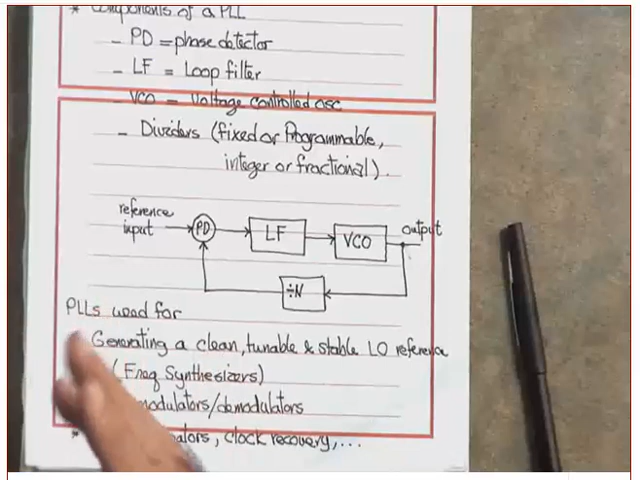 * Components of a PLL
- PD = phase detector
- LF = Loop filter
- VCO = Voltage controlled osc
- Dividers (fixed or Programmable,
integer or fractional).
reference
input
PD
LF
VCO
output
÷N
PLLs used for
Generating a clean, tunable & stable LO reference
(Freq Synthesizers)
modulators/demodulators
* clock recovery, ...